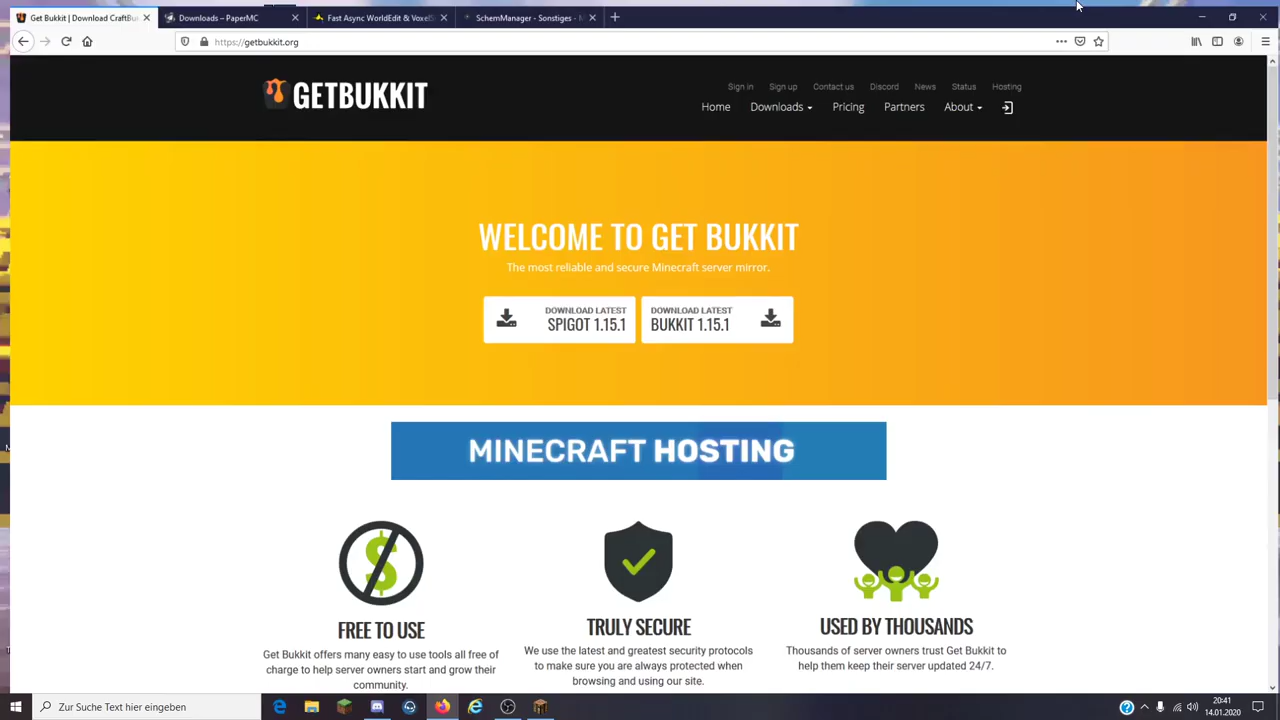 Get Bukkit | Download CraftBu
Downloads ~ PaperMC
Fast Async WorldEdit & Voxel
SchemManager - Sonstiges -
https://getbukkit.org
GETBUKKIT
Sign in
Sign up
Contact us
Discord
News
Status
Hosting
Home
Downloads
Pricing
Partners
About
WELCOME TO GET BUKKIT
The most reliable and secure Minecraft server mirror.
DOWNLOAD LATEST
SPIGOT 1.15.1
DOWNLOAD LATEST
BUKKIT 1.15.1
MINECRAFT HOSTING
FREE TO USE
Get Bukkit offers many easy to use tools all free of
charge to help server owners start and grow their
community.
TRULY SECURE
We use the latest and greatest security protocols
to make sure you are always protected when
browsing and using our site.
USED BY THOUSANDS
Thousands of server owners trust Get Bukkit to
help them keep their server updated 24/7.
Zur Suche Text hier eingeben
20:41
14.01.2020